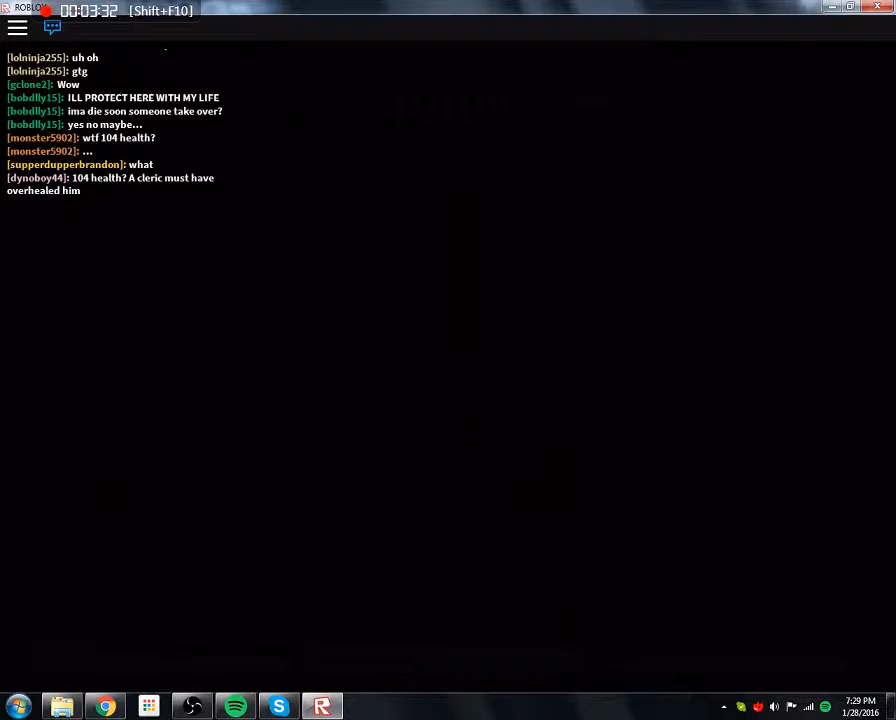 ROBLOX
00:03:32 [Shift+F10]
[lolninja255]: uh oh
[lolninja255]: gtg
[gclone2]: Wow
[bobdlly15]: ILL PROTECT HERE WITH MY LIFE
[bobdlly15]: ima die soon someone take over?
[bobdlly15]: yes no maybe...
[monster5902]: wtf 104 health?
[monster5902]: ...
[supperdupperbrandon]: what
[dynoboy44]: 104 health? A cleric must have
overhealed him
7:29 PM
1/28/2016